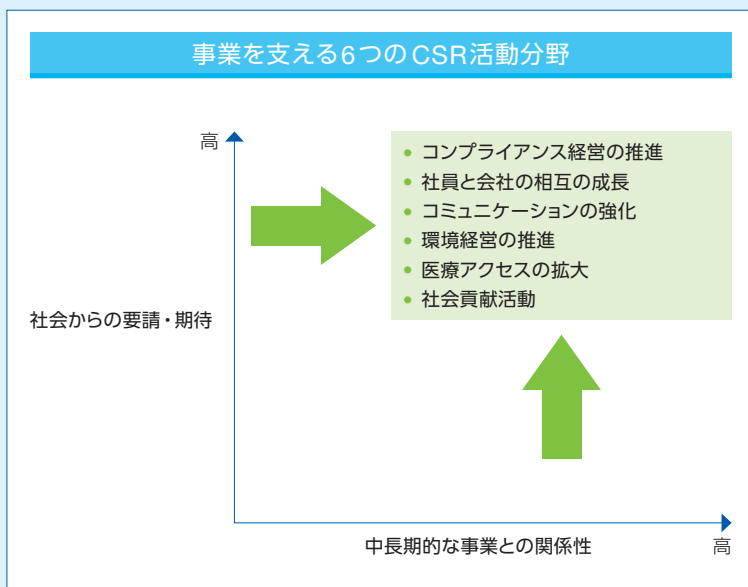 事業を支える6つのCSR活動分野
高
• コンプライアンス経営の推進
• 社員と会社の相互の成長
• コミュニケーションの強化
• 環境経営の推進
• 医療アクセスの拡大
• 社会貢献活動
社会からの要請・期待
中長期的な事業との関係性
高